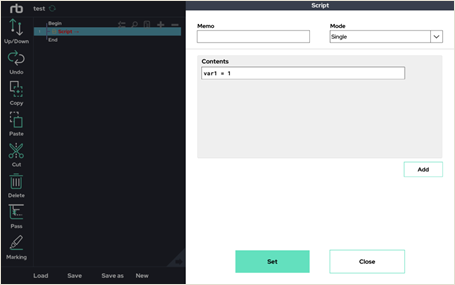 rb
test
Script
Begin
Script
End
Up/Down
Undo
Copy
Paste
Cut
Delete
Pass
Marking
Load Save Save as New
Memo Mode
Single
Contents
var1 = 1
Add
Set Close